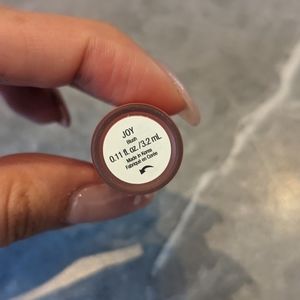 JOY
Blush
0.11 fl. oz./3.2 mL
Made in Korea
Fabriqué en Corée